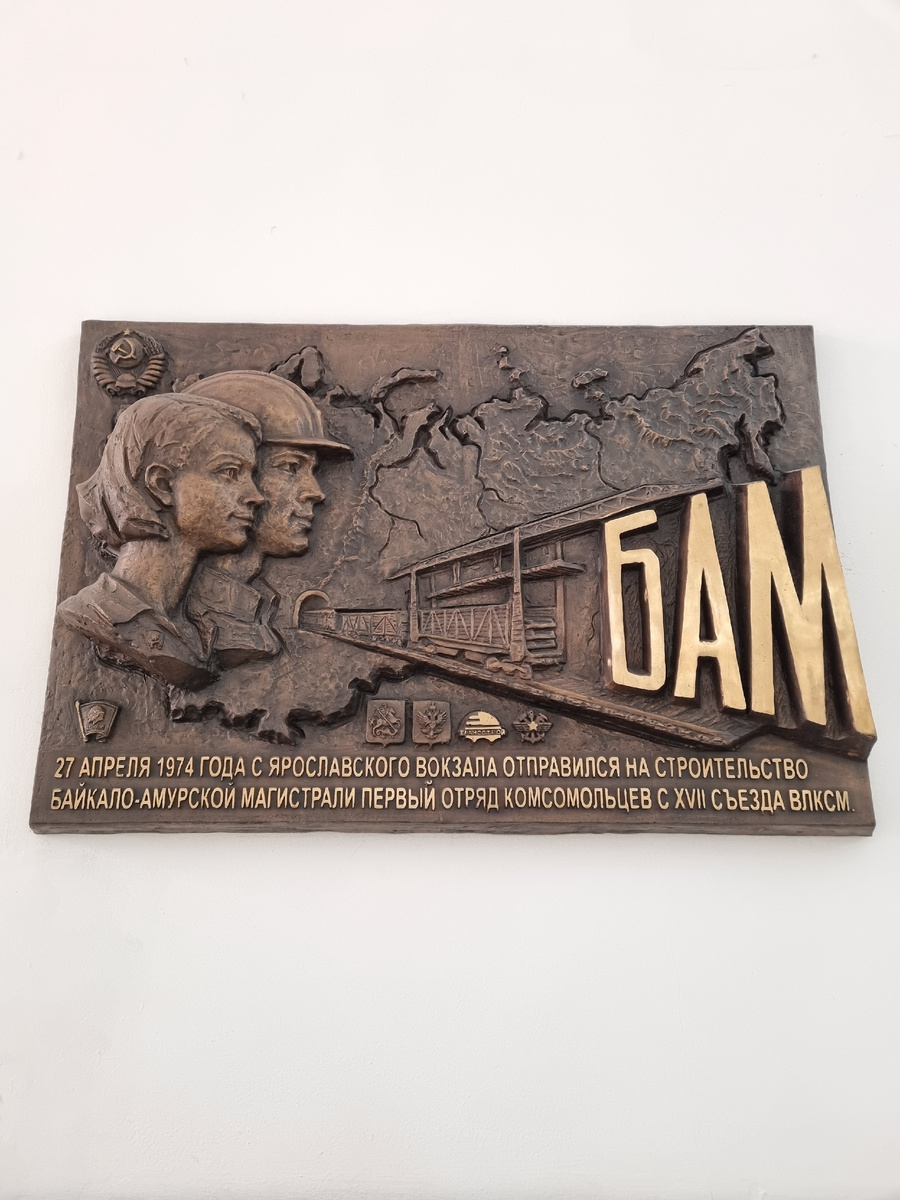 БАМ
27 АПРЕЛЯ 1974 ГОДА С ЯРОСЛАВСКОГО ВОКЗАЛА ОТПРАВИЛСЯ НА СТРОИТЕЛЬСТВО
БАЙКАЛО-АМУРСКОЙ МАГИСТРАЛИ ПЕРВЫЙ ОТРЯД КОМСОМОЛЬЦЕВ С XVII СЪЕЗДА ВЛКСМ.